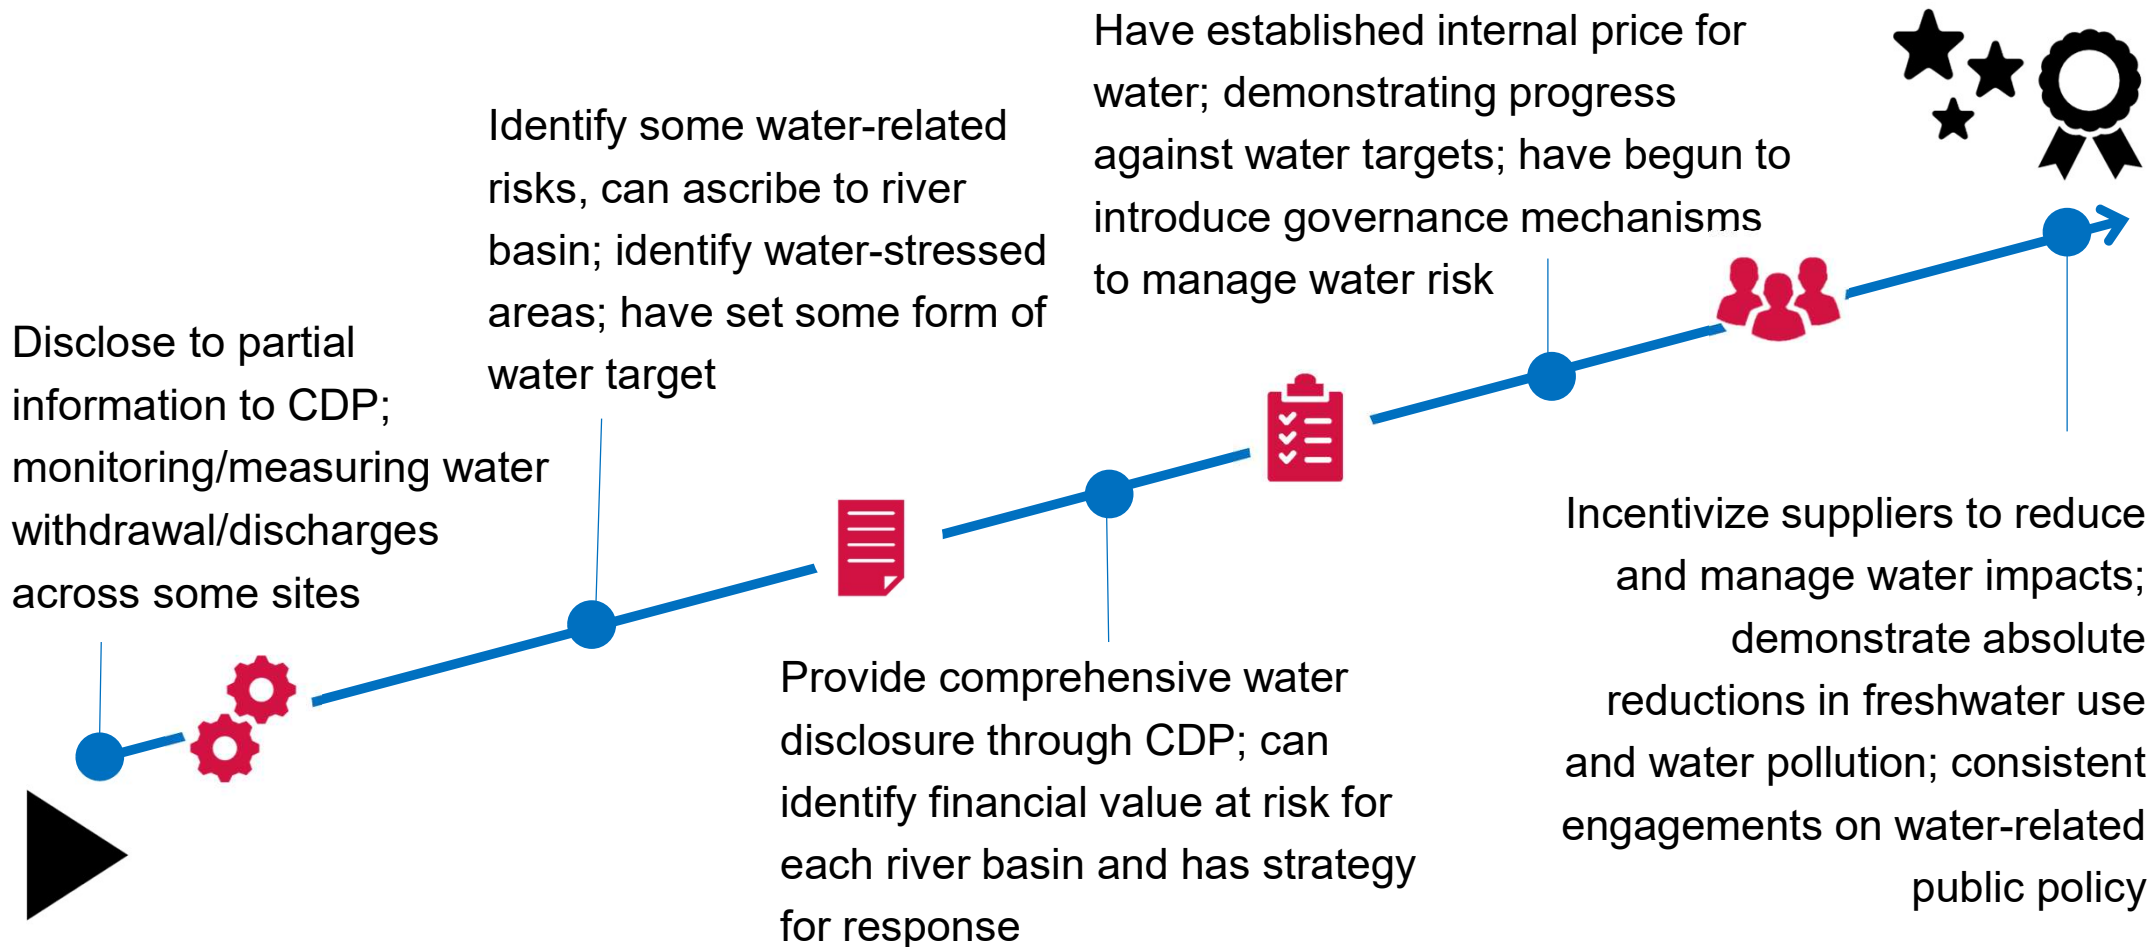 Disclose to partial
information to CDP;
monitoring/measuring water
withdrawal/discharges
across some sites
Identify some water-related
risks, can ascribe to river
basin; identify water-stressed
areas; have set some form of
water target
Provide comprehensive water
disclosure through CDP; can
identify financial value at risk for
each river basin and has strategy
for response
Have established internal price for
water; demonstrating progress
against water targets; have begun to
introduce governance mechanisms
to manage water risk
Incentivize suppliers to reduce
and manage water impacts;
demonstrate absolute
reductions in freshwater use
and water pollution; consistent
engagements on water-related
public policy